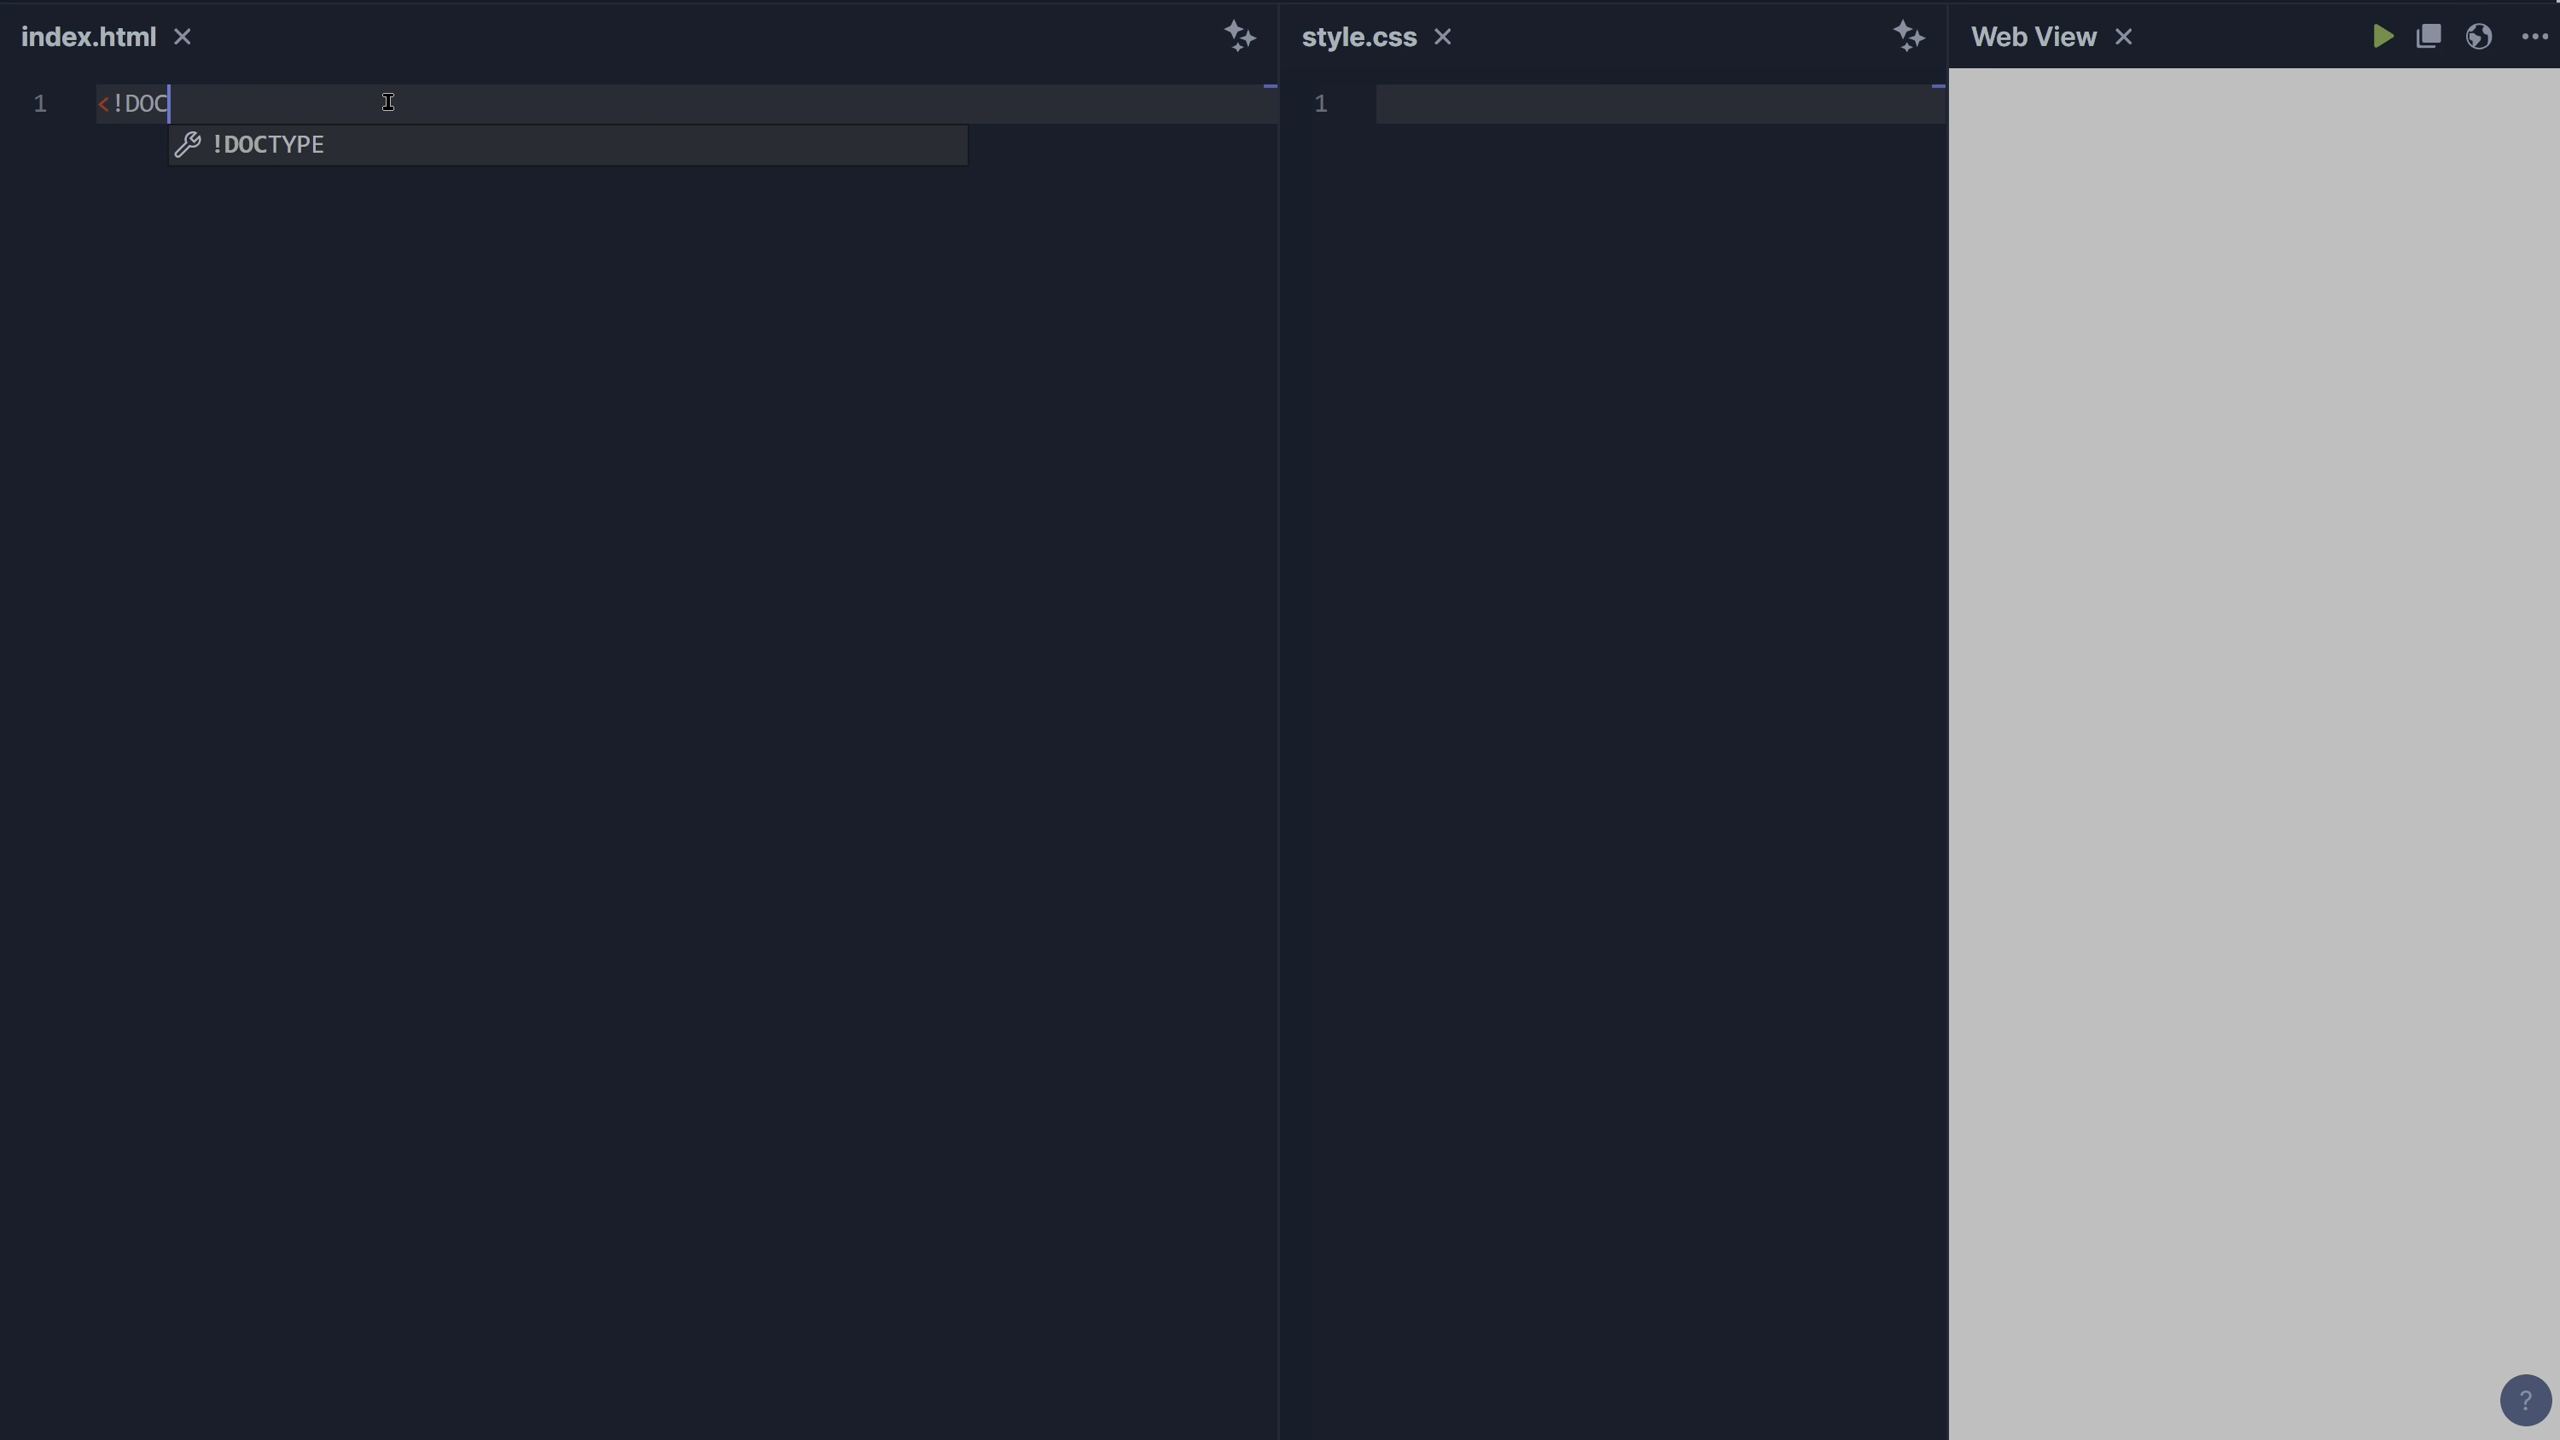 index.html
1 <!DOC
!DOCTYPE
style.css
1
Web View
?